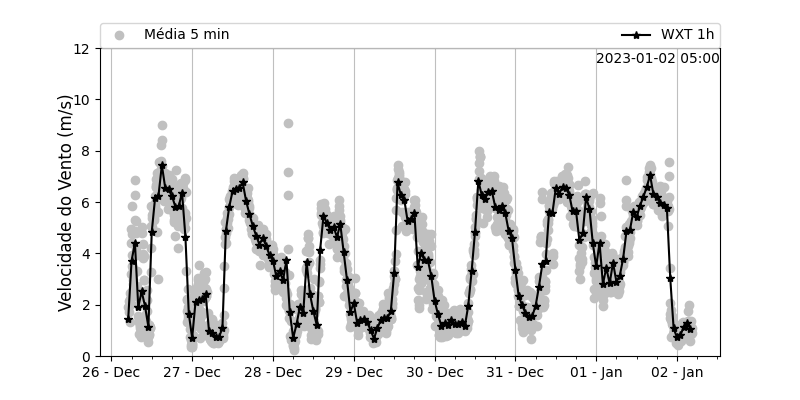 Média 5 min
WXT 1h
2023-01-02 05:00
Velocidade do Vento (m/s)
12
10
8
6
4
2
0
26 - Dec
27 - Dec
28 - Dec
29 - Dec
30 - Dec
31 - Dec
01 - Jan
02 - Jan